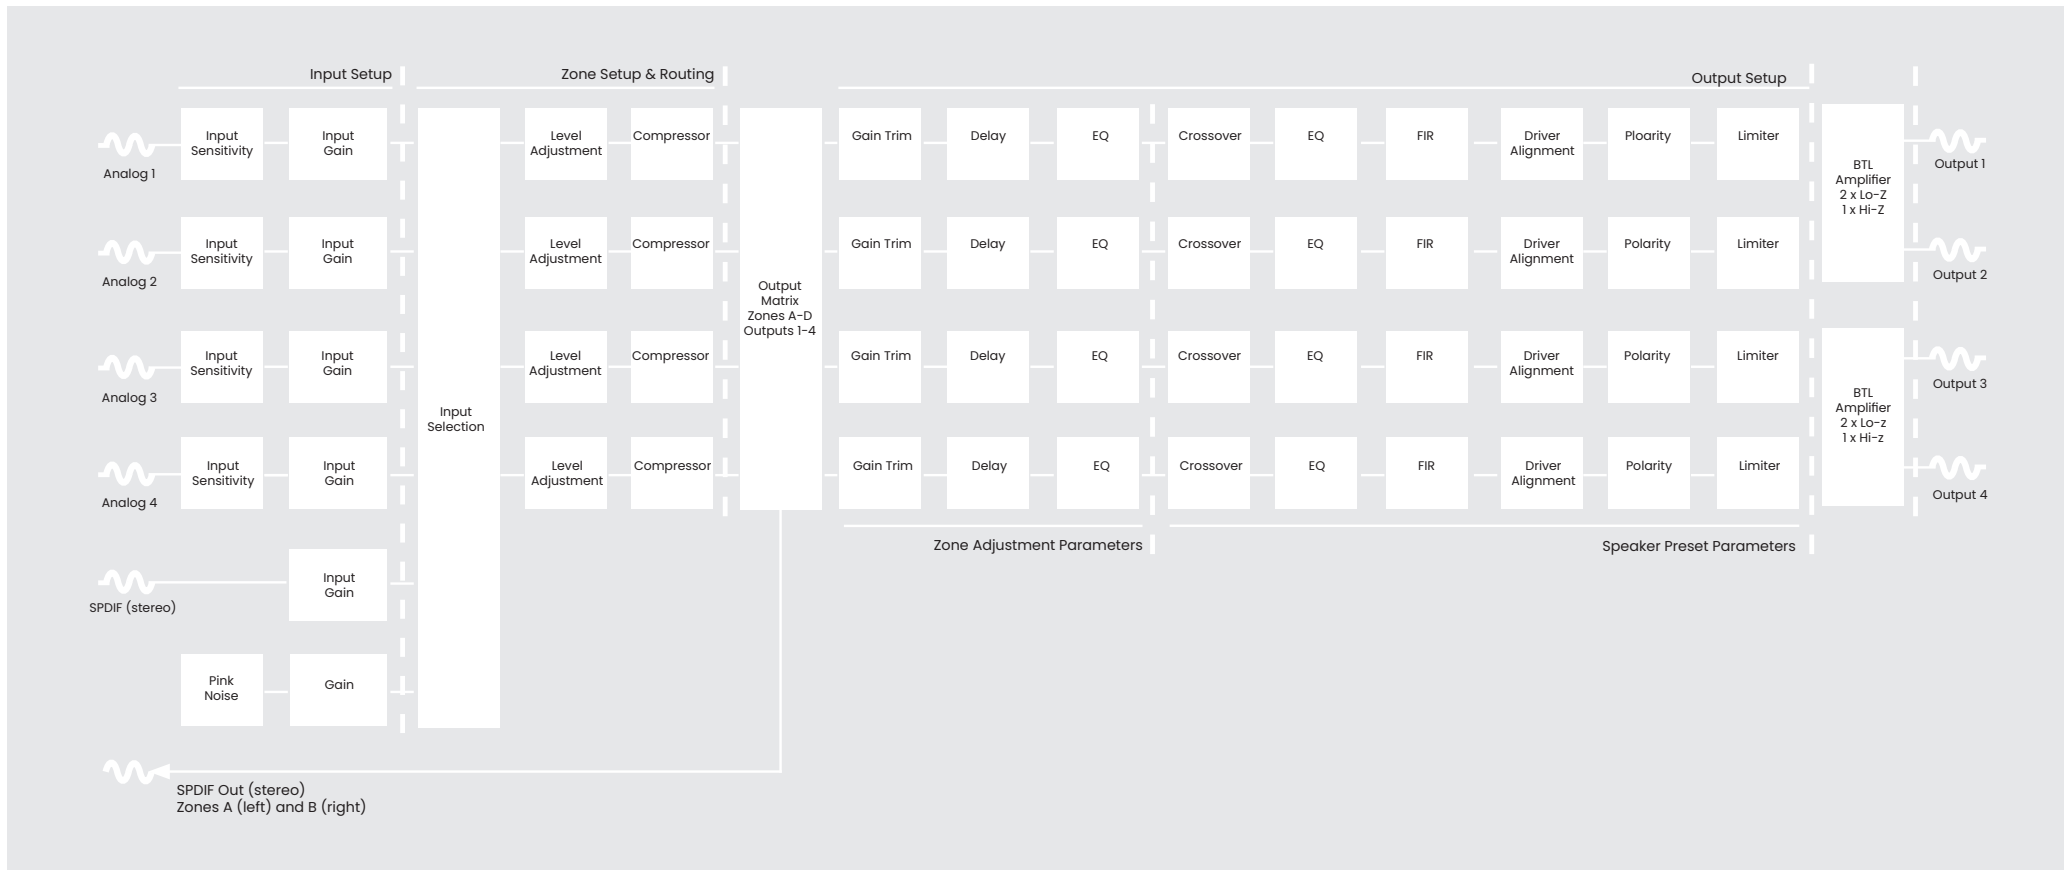 Input Setup
Zone Setup & Routing
Output Setup
Analog 1
Input
Sensitivity
Input
Gain
Level
Adjustment
Compressor
Gain Trim
Delay
EQ
Crossover
EQ
FIR
Driver
Alignment
Ploarity
Limiter
BTL
Amplifier
2 x Lo-Z
1 x Hi-Z
Output 1
Analog 2
Input
Sensitivity
Input
Gain
Level
Adjustment
Compressor
Gain Trim
Delay
EQ
Crossover
EQ
FIR
Driver
Alignment
Polarity
Limiter
Output 2
Output
Matrix
Zones A-D
Outputs 1-4
Analog 3
Input
Sensitivity
Input
Gain
Level
Adjustment
Compressor
Gain Trim
Delay
EQ
Crossover
EQ
FIR
Driver
Alignment
Polarity
Limiter
BTL
Amplifier
2 x Lo-z
1 x Hi-z
Output 3
Input
Selection
Analog 4
Input
Sensitivity
Input
Gain
Level
Adjustment
Compressor
Gain Trim
Delay
EQ
Crossover
EQ
FIR
Driver
Alignment
Polarity
Limiter
Output 4
Zone Adjustment Parameters
Speaker Preset Parameters
SPDIF (stereo)
Input
Gain
Pink
Noise
Gain
SPDIF Out (stereo)
Zones A (left) and B (right)